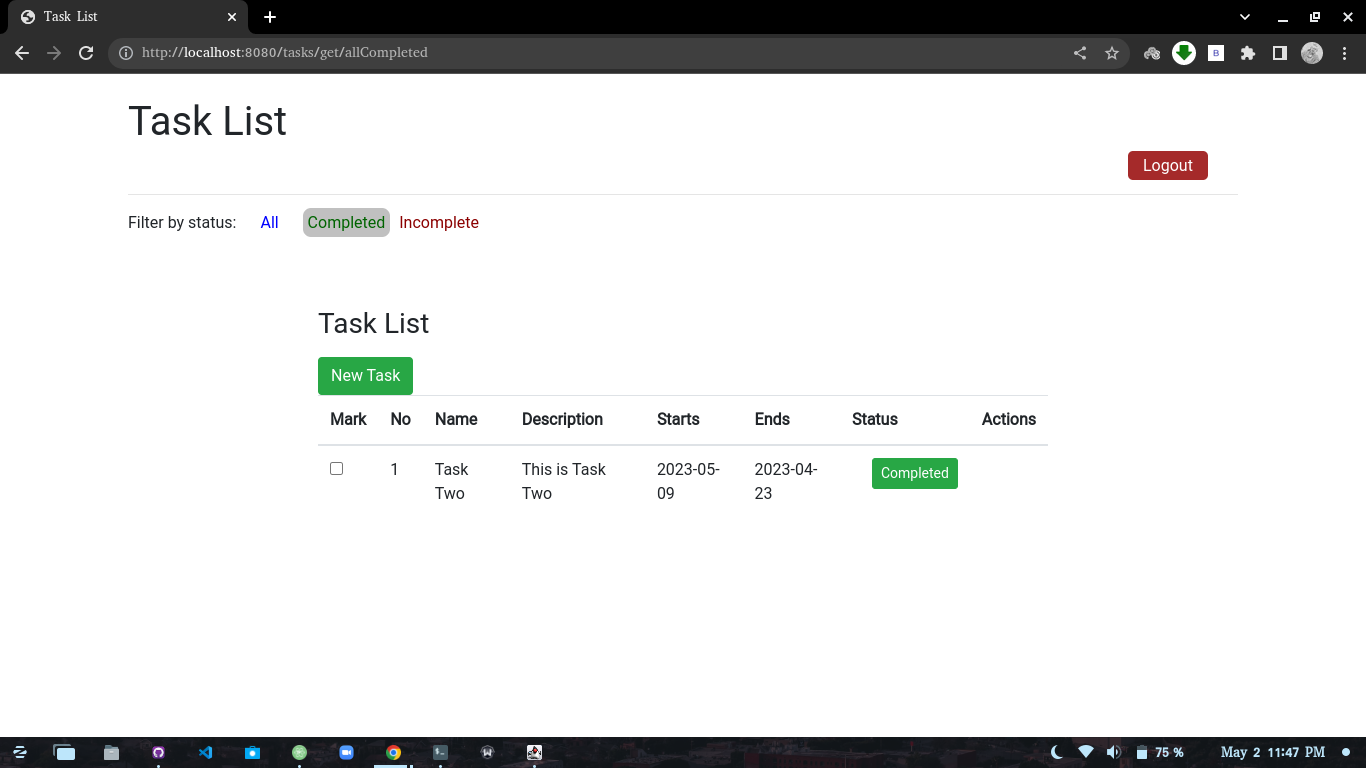 Task List
http://localhost:8080/tasks/get/allCompleted
Task List
Logout
Filter by status: All Completed Incomplete
Task List
New Task
Mark No Name Description Starts Ends Status Actions
1 Task This is Task 2023-05- 2023-04- Completed
Two Two 09 23
75 % May 2 11:47 PM